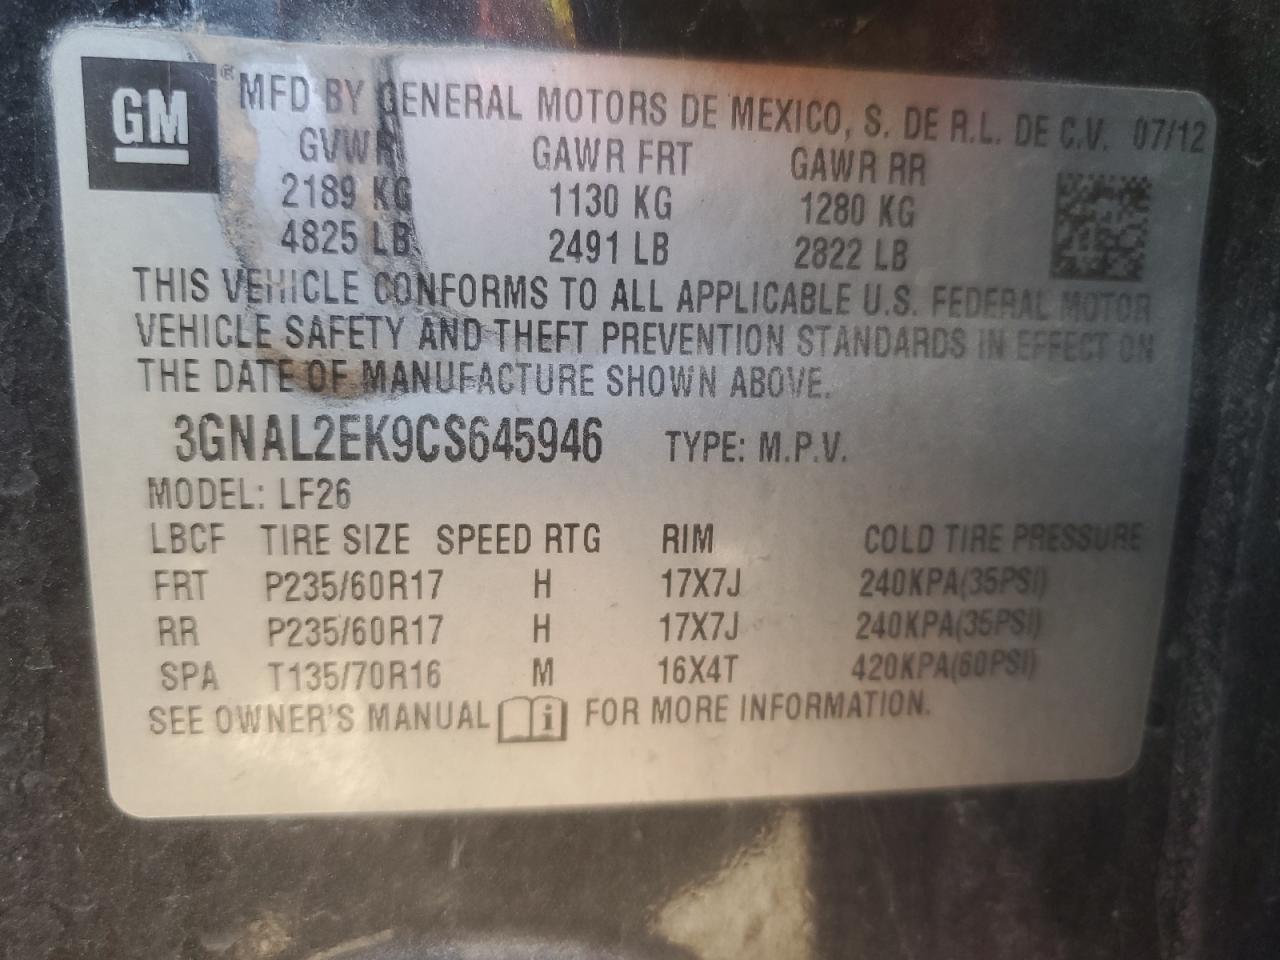 GM ® MFD BY GENERAL MOTORS DE MEXICO, S. DE R.L. DE C.V. 07/12
GVWR GAWR FRT GAWR RR
2189 KG 1130 KG 1280 KG
4825 LB 2491 LB 2822 LB
THIS VEHICLE CONFORMS TO ALL APPLICABLE U.S. FEDERAL MOTOR
VEHICLE SAFETY AND THEFT PREVENTION STANDARDS IN EFFECT ON
THE DATE OF MANUFACTURE SHOWN ABOVE.
3GNAL2EK9CS645946 TYPE: M.P.V.
MODEL: LF26
LBCF TIRE SIZE SPEED RTG RIM COLD TIRE PRESSURE
FRT P235/60R17 H 17X7J 240KPA(35PSI)
RR P235/60R17 H 17X7J 240KPA(35PSI)
SPA T135/70R16 M 16X4T 420KPA(60PSI)
SEE OWNER'S MANUAL i FOR MORE INFORMATION.